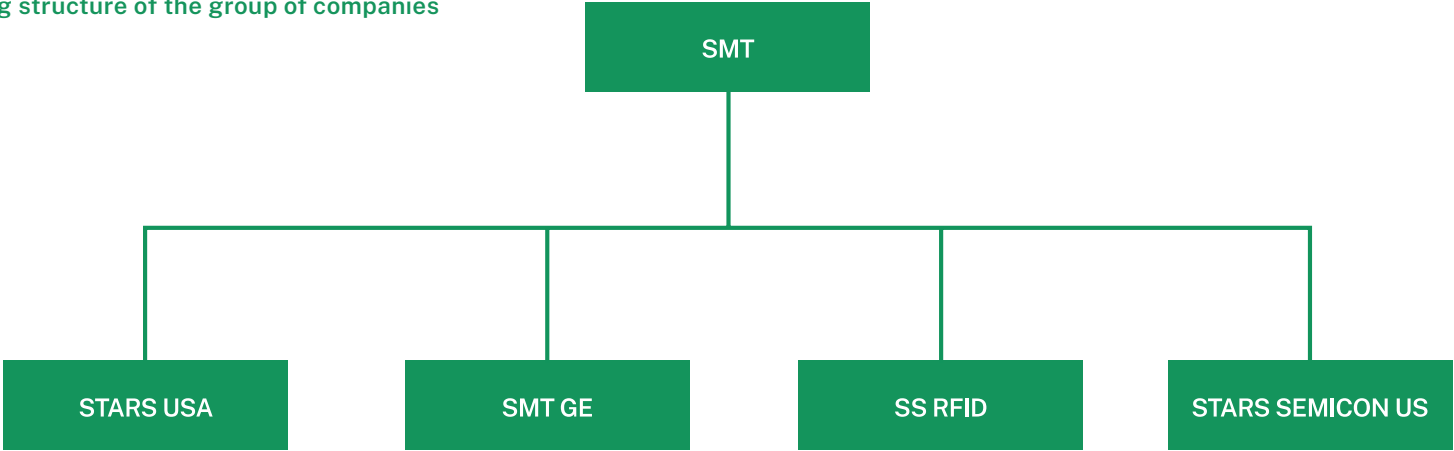 g structure of the group of companies
SMT
STARS USA
SMT GE
SS RFID
STARS SEMICON US